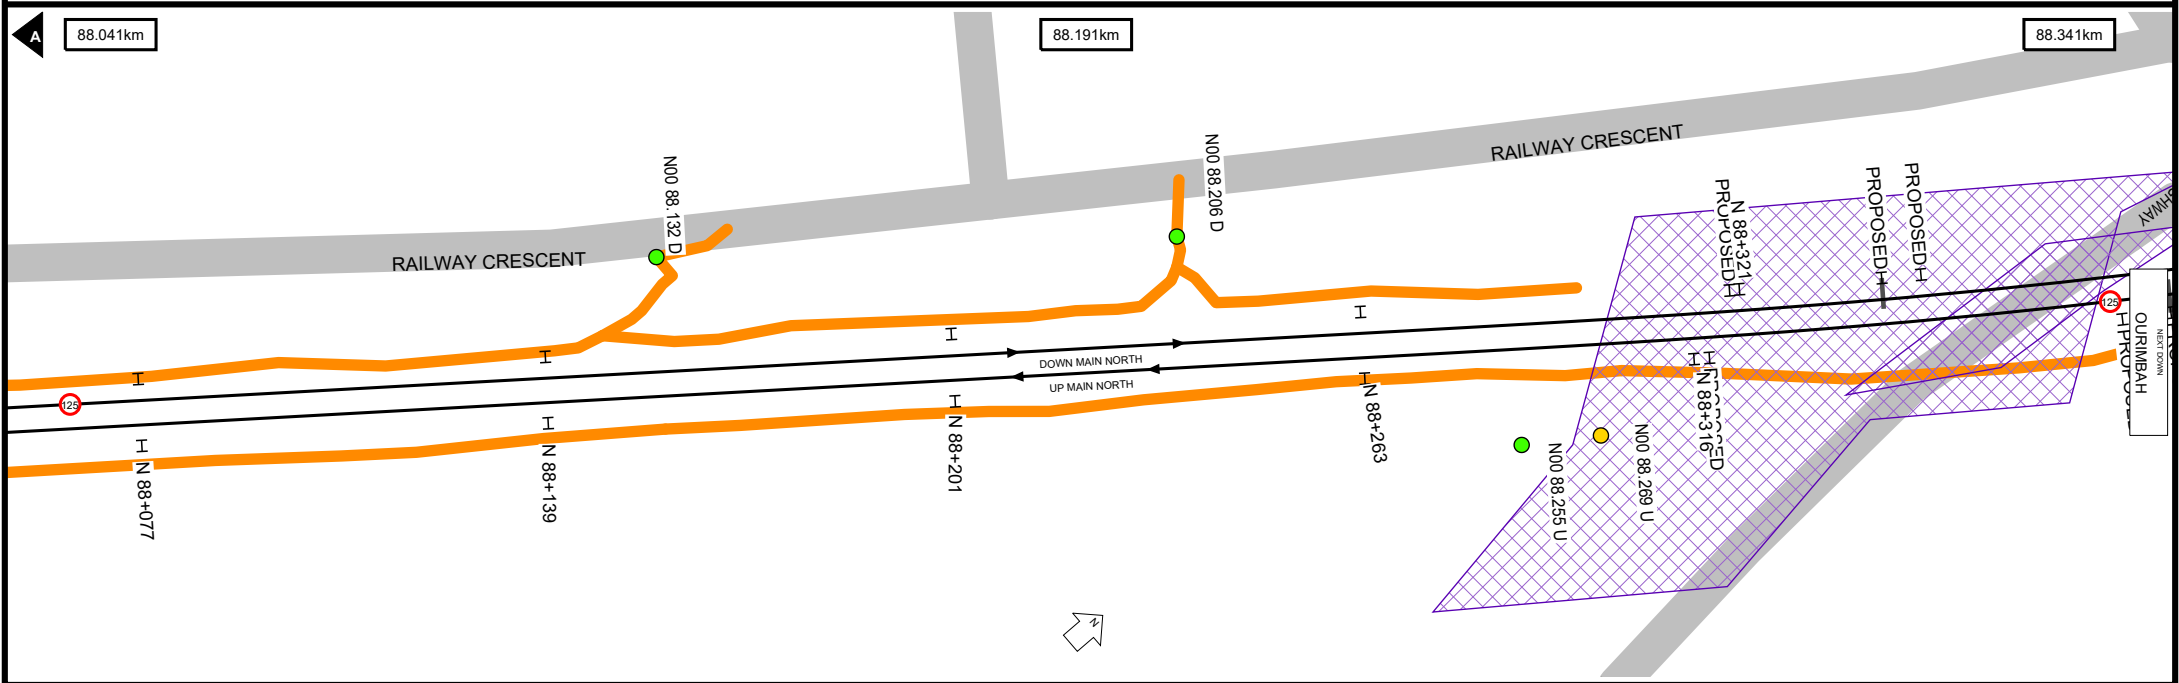 A
88.041km
88.191km
88.341km
RAILWAY CRESCENT
RAILWAY CRESCENT
N00 88.132 D
N00 88.206 D
PROPOSED
N 88+321
PROPOSED
PROPOSED
125
DOWN MAIN NORTH
UP MAIN NORTH
125
NEXT DOWN
OURIMBAH
N 88+077
N 88+139
N 88+201
N 88+263
N00 88.255 U
N00 88.269 U
N 88+316
N